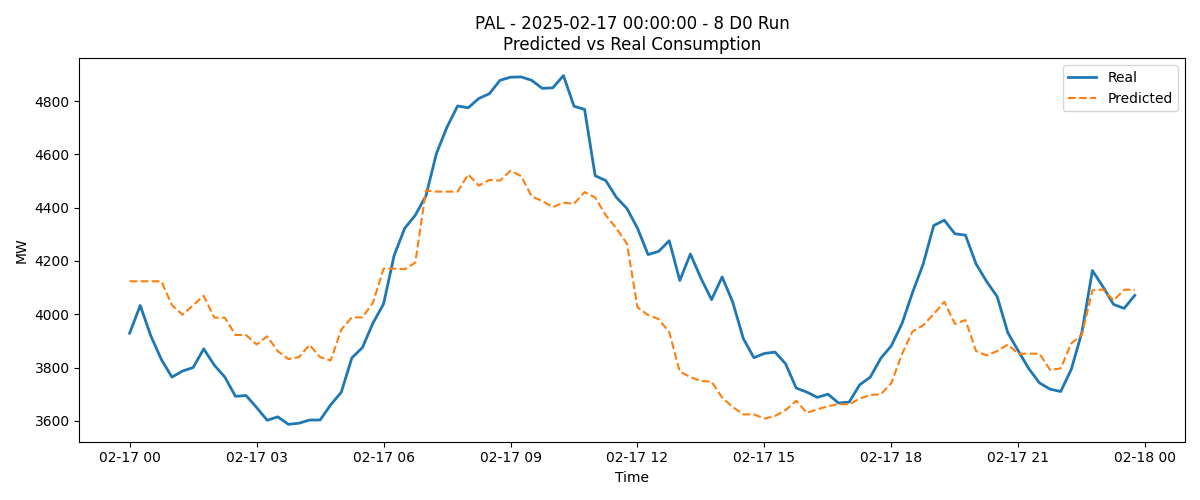 PAL - 2025-02-17 00:00:00 - 8 D0 Run
Predicted vs Real Consumption
Real
Predicted
MW
4800
4600
4400
4200
4000
3800
3600
02-17 00
02-17 03
02-17 06
02-17 09
02-17 12
02-17 15
02-17 18
02-17 21
02-18 00
Time